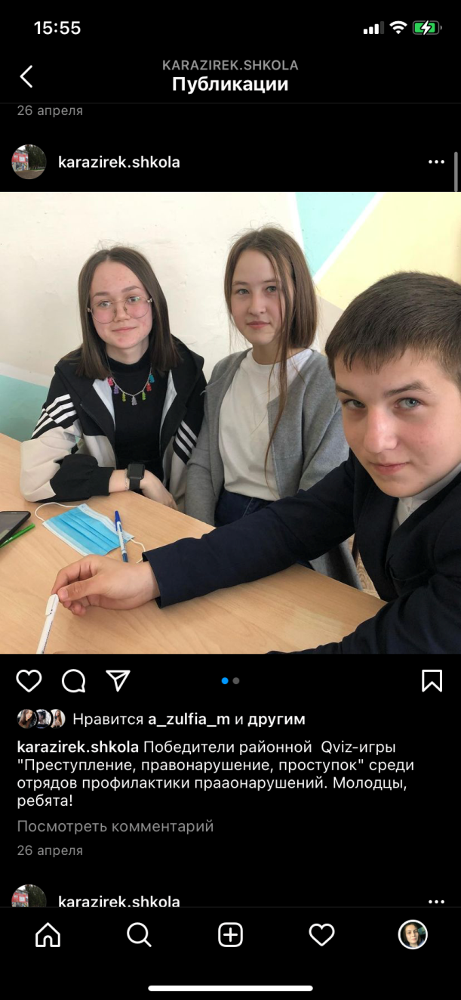 15:55
KARAZIREK.SHKOLA
Публикации
26 апреля
karazirek.shkola
Нравится a_zulfia_m и другим
karazirek.shkola Победители районной Qviz-игры
"Преступление, правонарушение, проступок" среди
отрядов профилактики прааонарушений. Молодцы,
ребята!
Посмотреть комментарий
26 апреля
karazirek.shkola